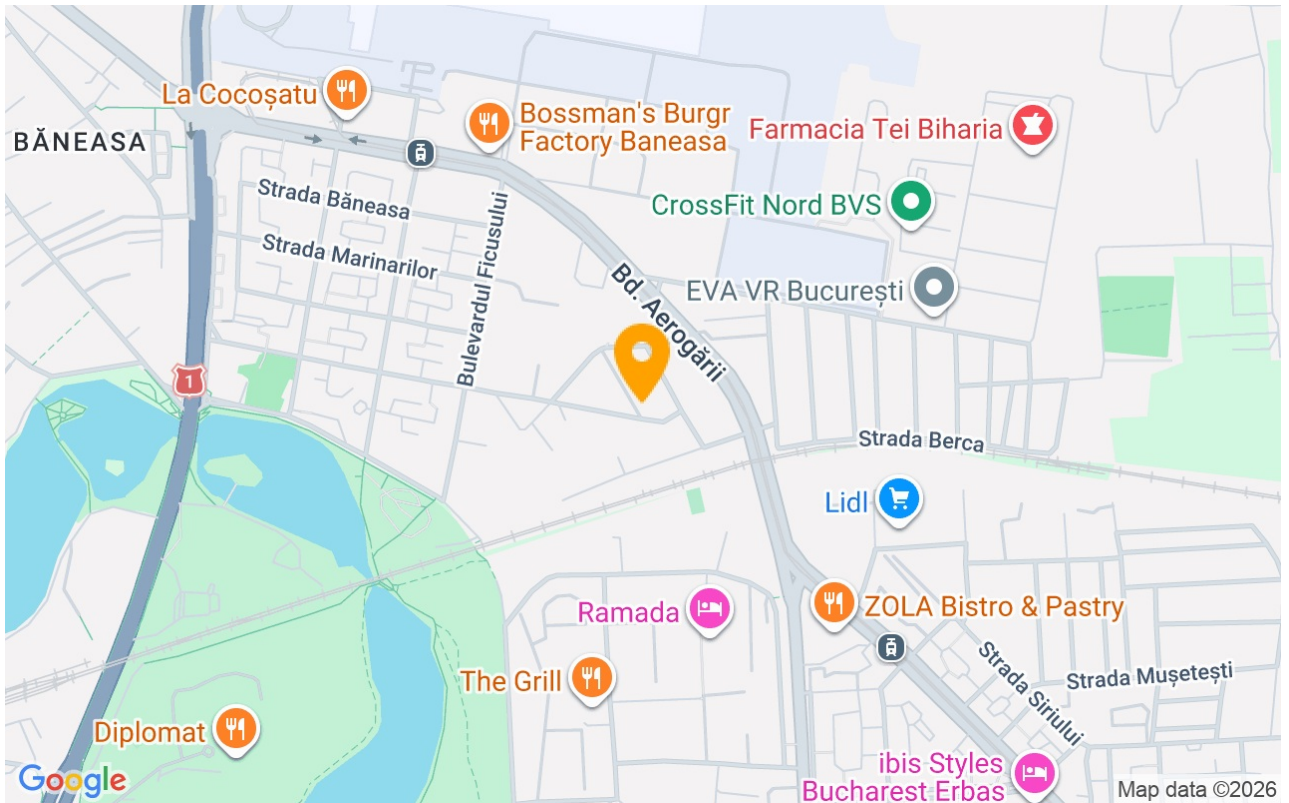 La Cocoșatu
Bossman's Burgr
Factory Baneasa
Farmacia Tei Biharia
BĂNEASA
Strada Băneasa
CrossFit Nord BVS
Strada Marinarilor
Bulevardul Ficusului
Bd. Aerogării
EVA VR București
1
Strada Berca
Lidl
Ramada
ZOLA Bistro & Pastry
The Grill
Strada Siriului
Strada Mușetești
Diplomat
ibis Styles
Bucharest Erbas
Google
Map data ©2026